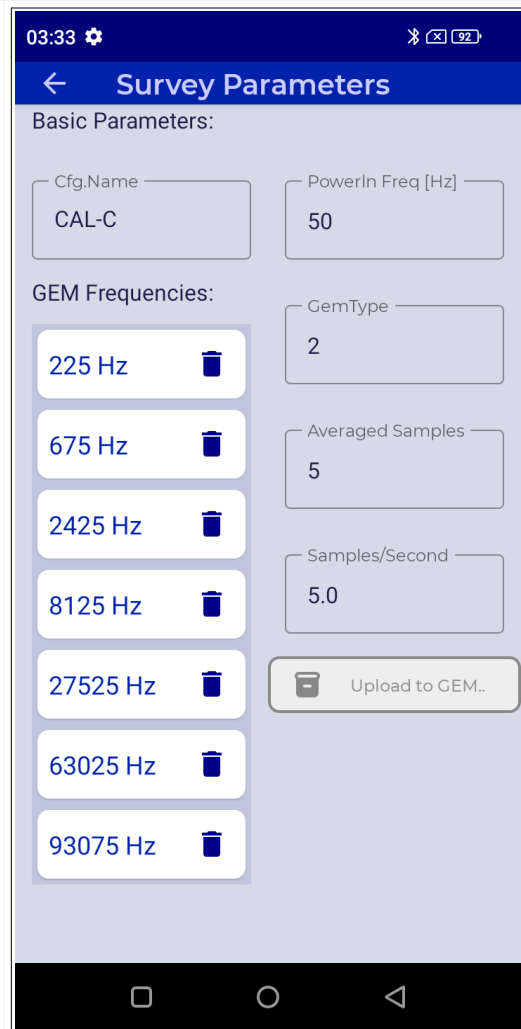 03:33
92
Survey Parameters
Basic Parameters:
Cfg.Name
CAL-C
PowerIn Freq [Hz]
50
GEM Frequencies:
225 Hz
675 Hz
2425 Hz
8125 Hz
27525 Hz
63025 Hz
93075 Hz
GemType
2
Averaged Samples
5
Samples/Second
5.0
Upload to GEM..